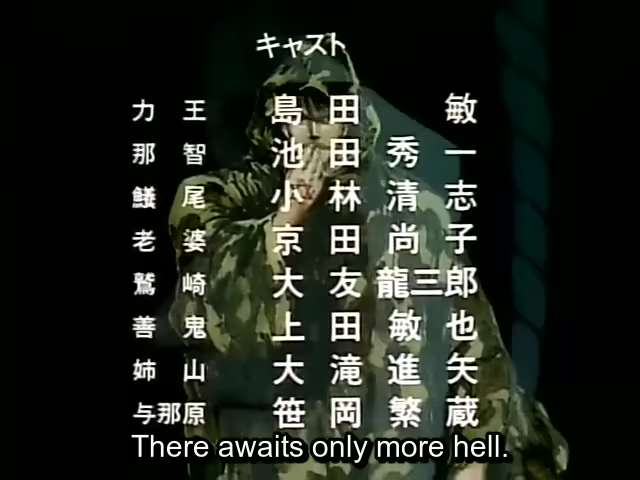 キャスト
力王 島田 敏
那智 池田秀一
鱶尾 小林清志
老婆 京田尚子
鷲崎 大友龍三郎
善鬼 上田敏也
姉山 大滝進矢
与那原 笹岡繁蔵
There awaits only more hell.